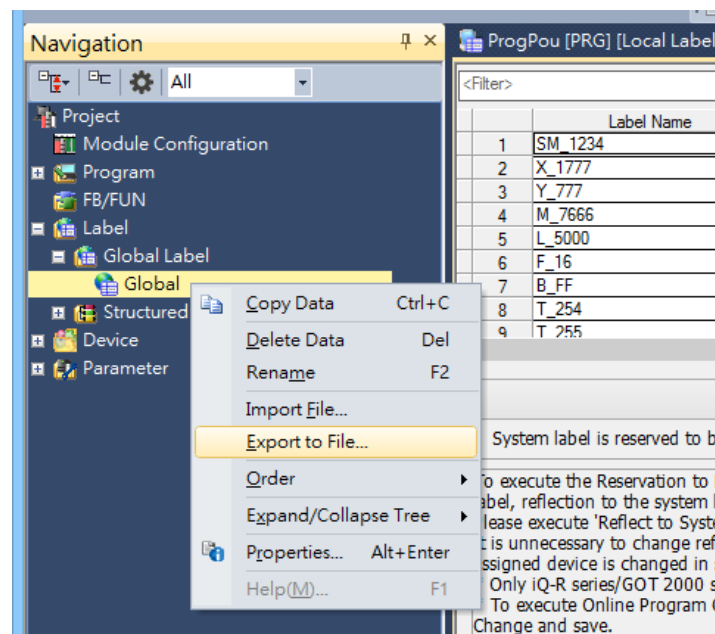 Navigation
All
Project
Module Configuration
Program
FB/FUN
Label
Global Label
Global
Structured
Device
Parameter
Copy Data Ctrl+C
Delete Data Del
Rename F2
Import File...
Export to File...
Order
Expand/Collapse Tree
Properties... Alt+Enter
Help(M)... F1
ProgPou [PRG] [Local Label
<Filter>
Label Name
1 SM_1234
2 X_1777
3 Y_777
4 M_7666
5 L_5000
6 F_16
7 B_FF
8 T_254
9 T_255
System label is reserved to b
To execute the Reservation to
abel, reflection to the system
lease execute 'Reflect to Syste
t is unnecessary to change ref
ssigned device is changed in
Only iQ-R series/GOT 2000 s
To execute Online Program
Change and save.